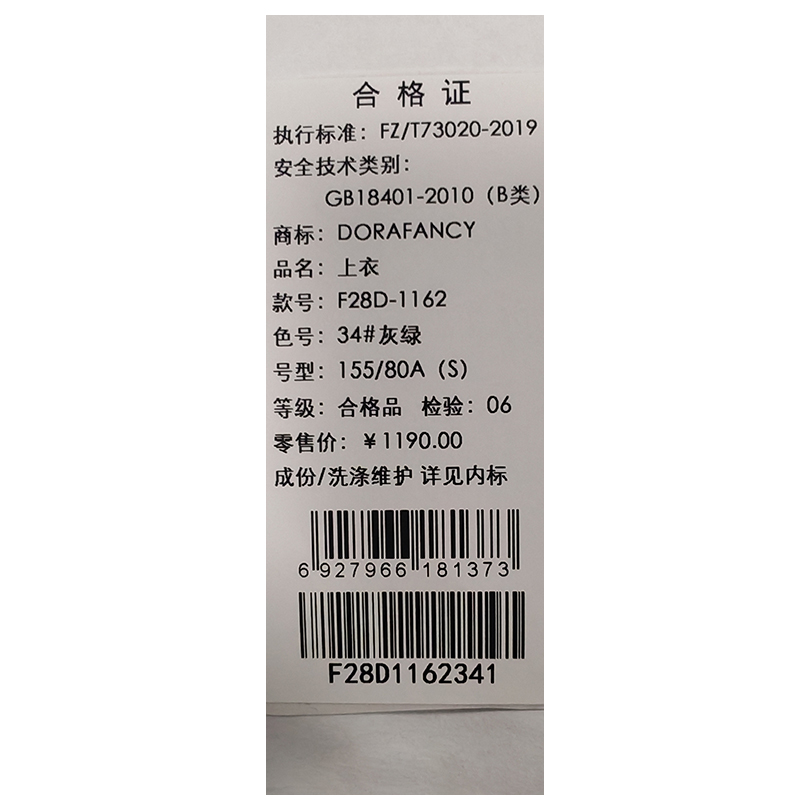 合格证
执行标准：FZ/T73020-2019
安全技术类别：
GB18401-2010（B类）
商标：DORAFANCY
品名：上衣
款号：F28D-1162
色号：34#灰绿
号型：155/80A（S）
等级：合格品 检验：06
零售价：￥1190.00
成份/洗涤维护 详见内标
6 927966 181373
F28D1162341